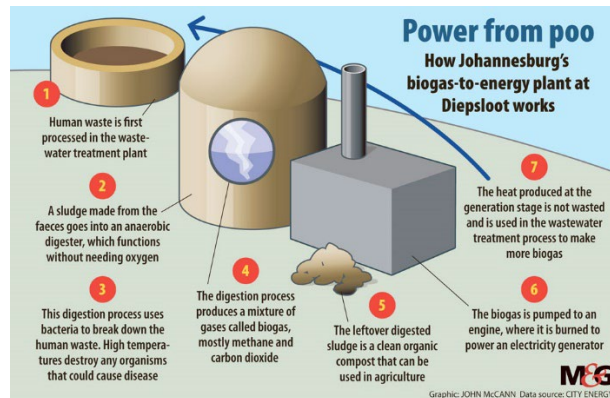 Power from poo
How Johannesburg's
biogas-to-energy plant at
Diepsloot works
1
Human waste is first
processed in the waste-
water treatment plant
2
A sludge made from the
faeces goes into an anaerobic
digester, which functions
without needing oxygen
3
This digestion process uses
bacteria to break down the
human waste. High tempera-
tures destroy any organisms
that could cause disease
4
The digestion process
produces a mixture of
gases called biogas,
mostly methane and
carbon dioxide
5
The leftover digested
sludge is a clean organic
compost that can be
used in agriculture
6
The biogas is pumped to an
engine, where it is burned to
power an electricity generator
7
The heat produced at the
generation stage is not wasted
and is used in the wastewater
treatment process to make
more biogas
M&G
Graphic: JOHN McCANN Data source: CITY ENERGY